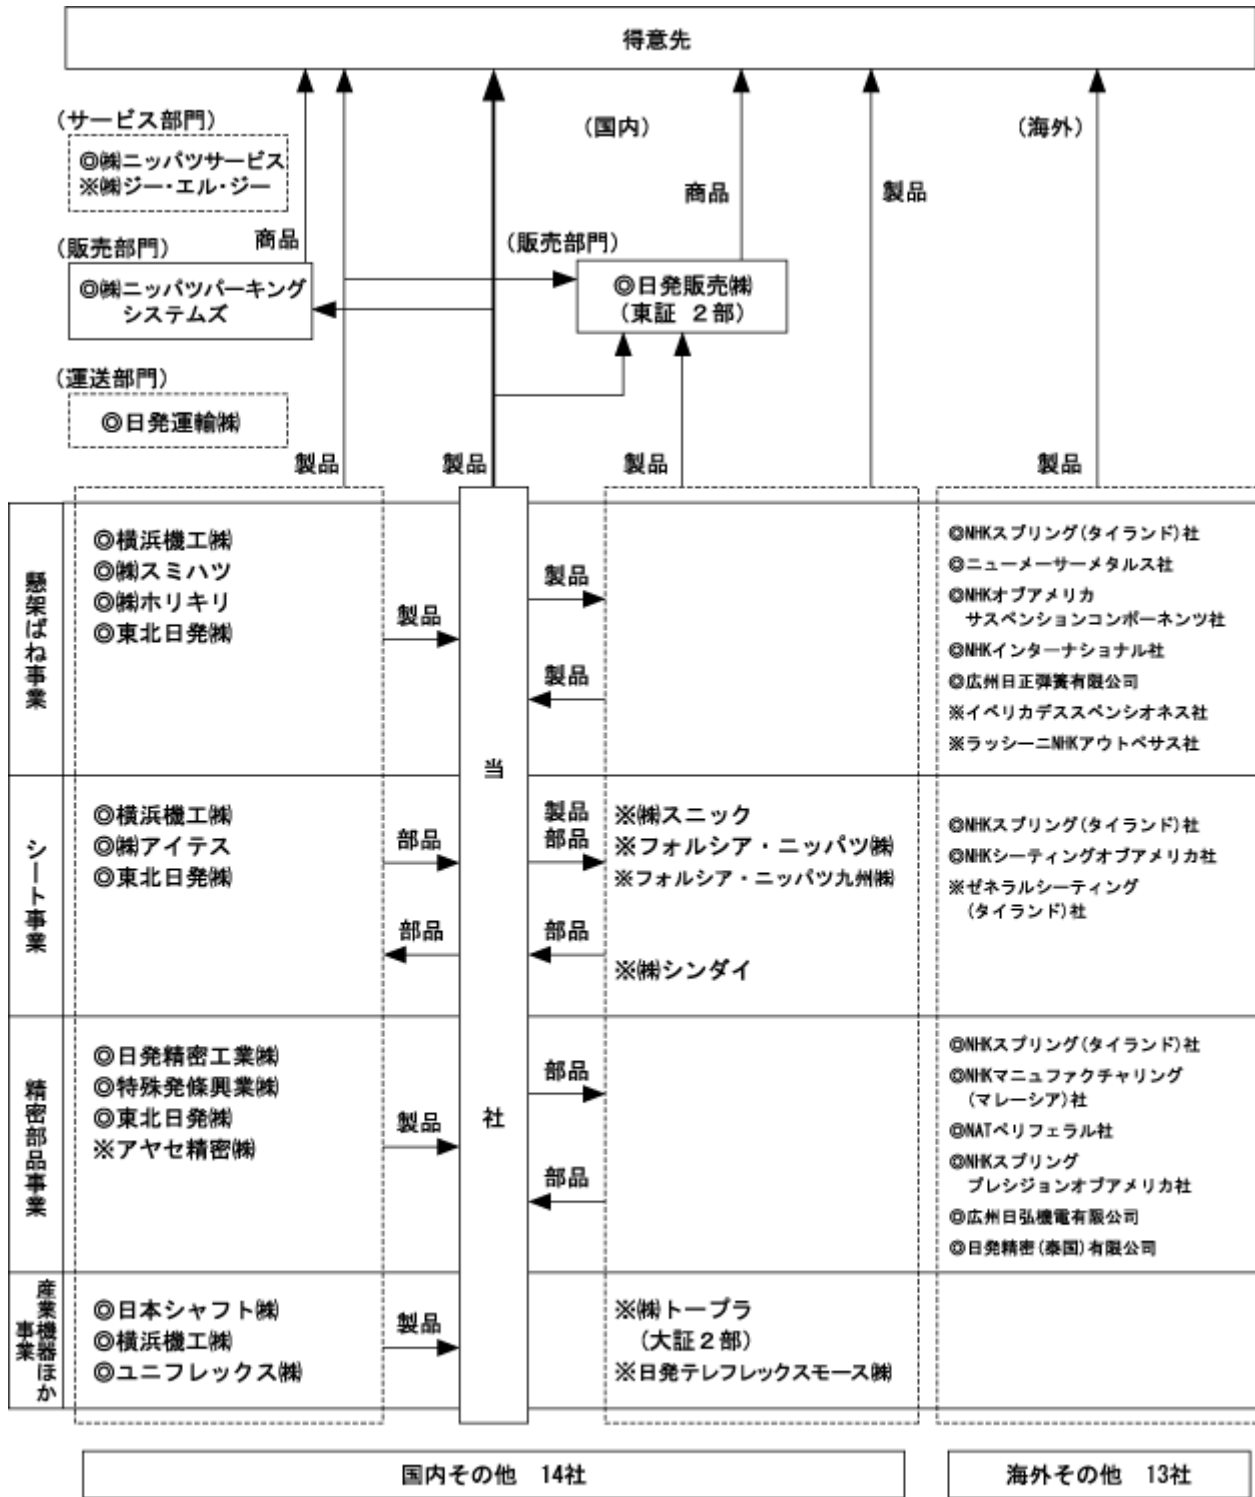 得意先
(サービス部門)
◎㈱ニッパツサービス
※㈱ジー・エル・ジー
(国内)
(海外)
商品
製品
(販売部門)
商品
(販売部門)
◎㈱ニッパツパーキング
システムズ
◎日発販売㈱
(東証 2部)
(運送部門)
◎日発運輸㈱
製品
製品
製品
製品
懸架ばね事業
◎横浜機工㈱
◎㈱スミハツ
◎㈱ホリキリ
◎東北日発㈱
製品
製品
製品
◎NHKスプリング(タイランド)社
◎ニューメーサーメタルス社
◎NHKオブアメリカ
サスペンションコンポーネンツ社
◎NHKインターナショナル社
◎広州日正弾簧有限公司
※イベリカデススペンシオネス社
※ラッシーニNHKアウトペサス社
当社
シート事業
◎横浜機工㈱
◎㈱アイテス
◎東北日発㈱
部品
部品
製品
部品
部品
※㈱スニック
※フォルシア・ニッパツ㈱
※フォルシア・ニッパツ九州㈱
※㈱シンダイ
◎NHKスプリング(タイランド)社
◎NHKシーティングオブアメリカ社
※ゼネラルシーティング
(タイランド)社
精密部品事業
◎日発精密工業㈱
◎特殊発條興業㈱
◎東北日発㈱
※アヤセ精密㈱
製品
部品
部品
◎NHKスプリング(タイランド)社
◎NHKマニュファクチャリング
(マレーシア)社
◎NATペリフェラル社
◎NHKスプリング
プレシジョンオブアメリカ社
◎広州日弘機電有限公司
◎日発精密(泰国)有限公司
産業機器ほか
事業
◎日本シャフト㈱
◎横浜機工㈱
◎ユニフレックス㈱
製品
※㈱トープラ
(大証2部)
※日発テレフレックスモース㈱
国内その他 14社
海外その他 13社